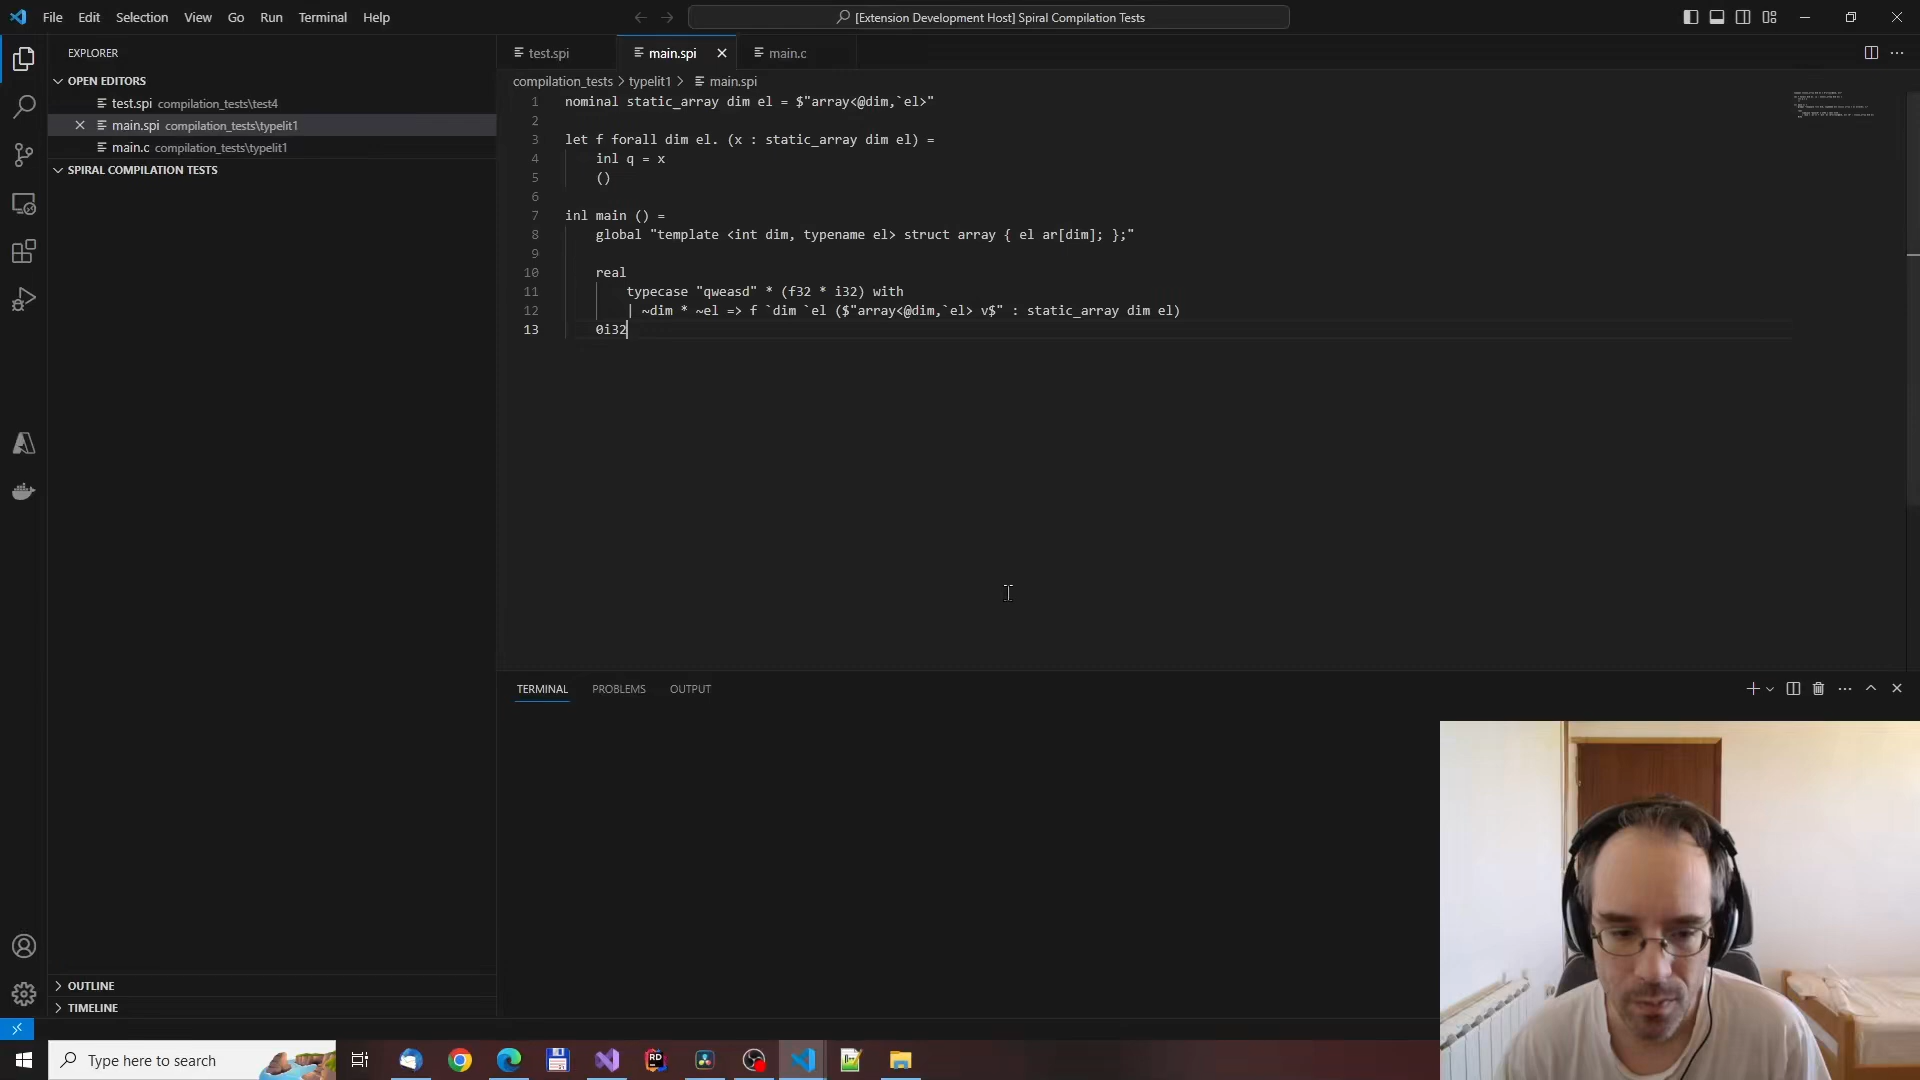 File Edit Selection View Go Run Terminal Help
[Extension Development Host] Spiral Compilation Tests
EXPLORER
OPEN EDITORS
test.spi compilation_tests\test4
main.spi compilation_tests\typelit1
main.c compilation_tests\typelit1
SPIRAL COMPILATION TESTS
OUTLINE
TIMELINE
test.spi main.spi main.c
compilation_tests > typelit1 > main.spi
1 nominal static_array dim el = $"array<@dim,`el>"
2
3 let f forall dim el. (x : static_array dim el) =
4 inl q = x
5 ()
6
7 inl main () =
8 global "template <int dim, typename el> struct array { el ar[dim]; };"
9
10 real
11 typecase "qweasd" * (f32 * i32) with
12 | ~dim * ~el => f `dim `el ($"array<@dim,`el> v$" : static_array dim el)
13 0i32
TERMINAL PROBLEMS OUTPUT
Type here to search
RD